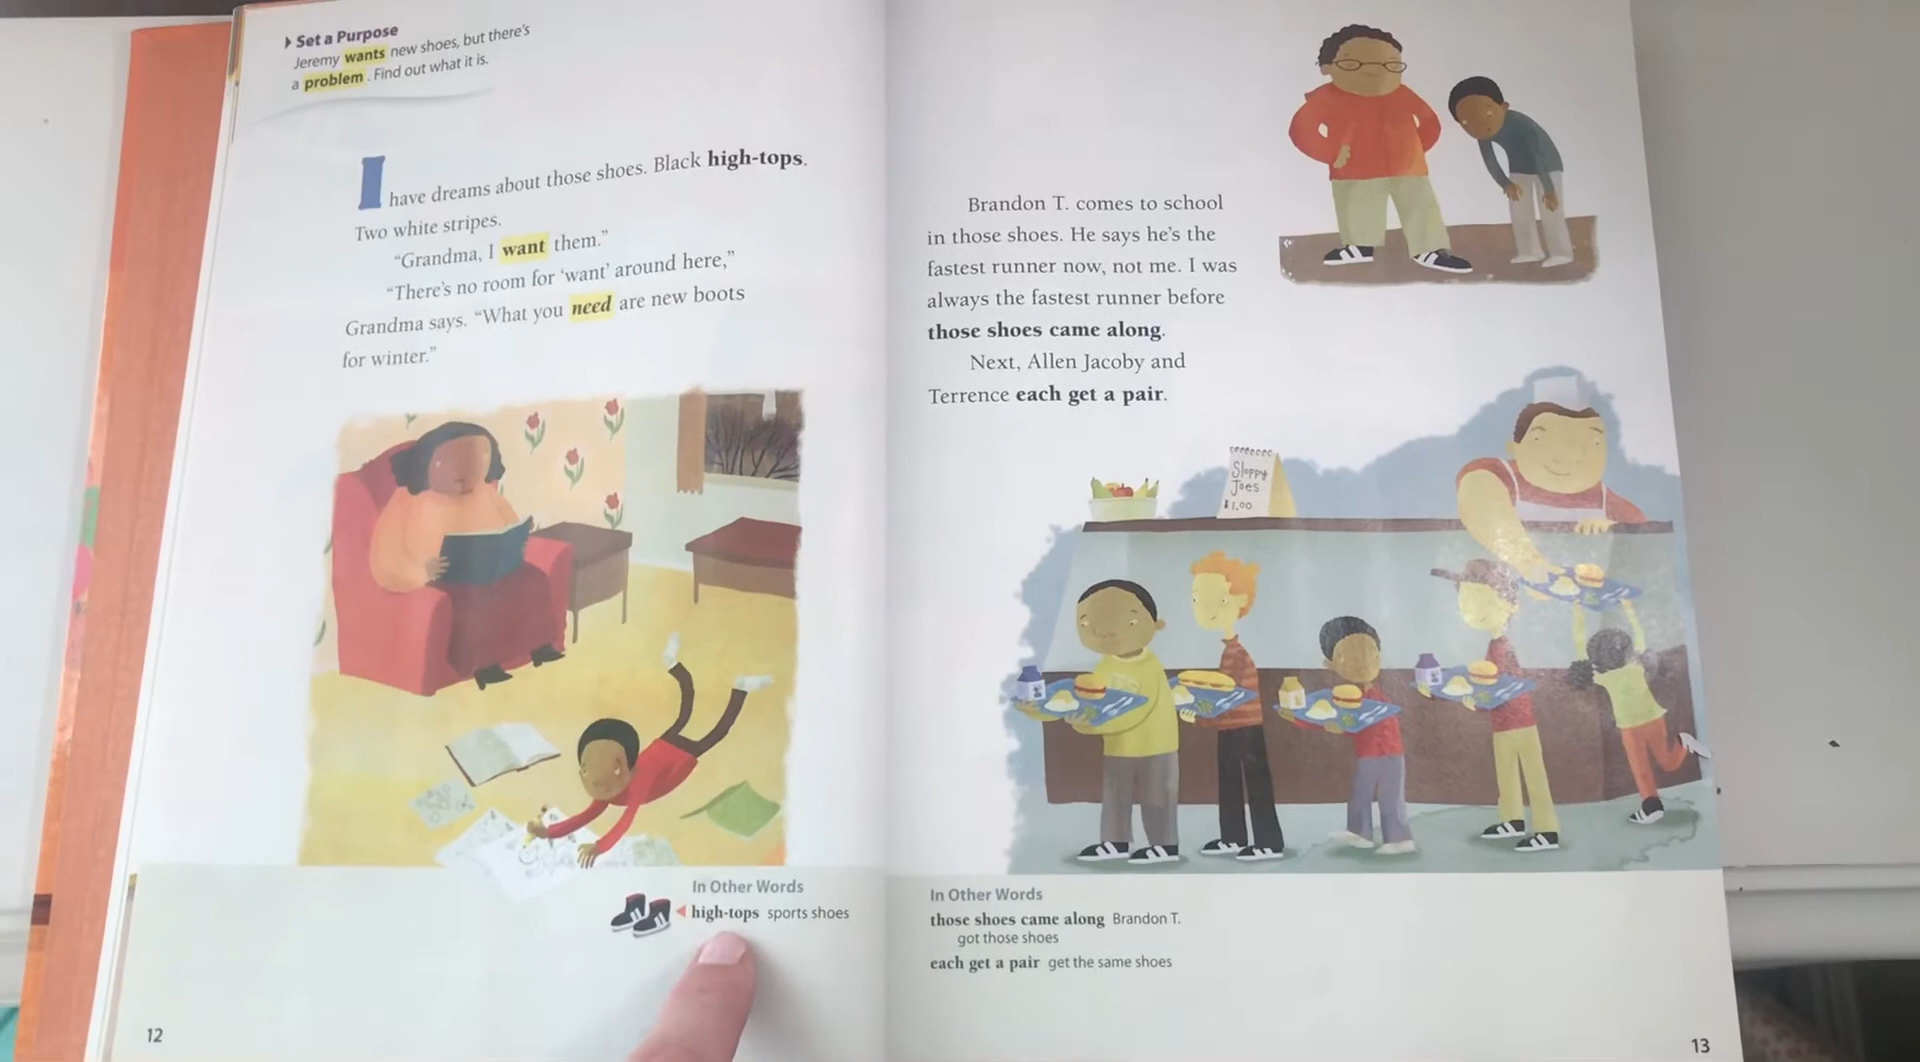 Set a Purpose
Jeremy wants new shoes, but there's
a problem. Find out what it is.
I have dreams about those shoes. Black high-tops.
Two white stripes.
“Grandma, I want them.”
“There's no room for ‘want’ around here,”
Grandma says. “What you need are new boots
for winter.”
In Other Words
high-tops sports shoes
12
Brandon T. comes to school
in those shoes. He says he's the
fastest runner now, not me. I was
always the fastest runner before
those shoes came along.
Next, Allen Jacoby and
Terrence each get a pair.
Sloppy
Joes
$1.00
In Other Words
those shoes came along Brandon T.
got those shoes
each get a pair get the same shoes
13